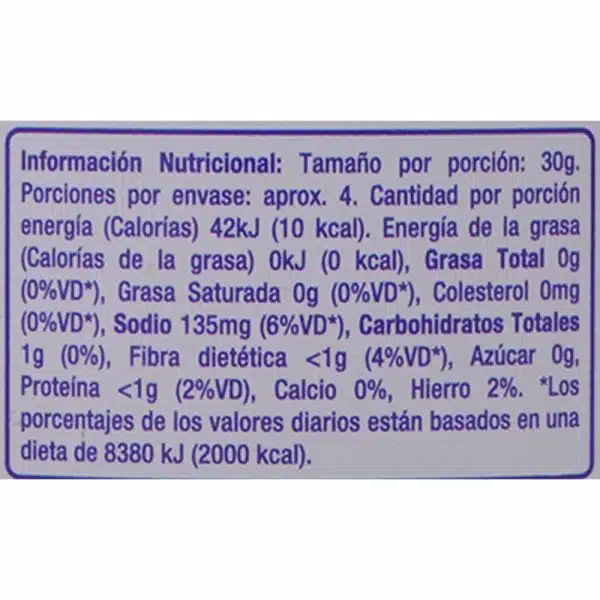 Información Nutricional: Tamaño por porción: 30g.
Porciones por envase: aprox. 4. Cantidad por porción
energía (Calorías) 42kJ (10 kcal). Energía de la grasa
(Calorías de la grasa) 0kJ (0 kcal), Grasa Total 0g
(0%VD*), Grasa Saturada 0g (0%VD*), Colesterol 0mg
(0%VD*), Sodio 135mg (6%VD*), Carbohidratos Totales
1g (0%), Fibra dietética <1g (4%VD*), Azúcar 0g,
Proteína <1g (2%VD), Calcio 0%, Hierro 2%. *Los
porcentajes de los valores diarios están basados en una
dieta de 8380 kJ (2000 kcal).